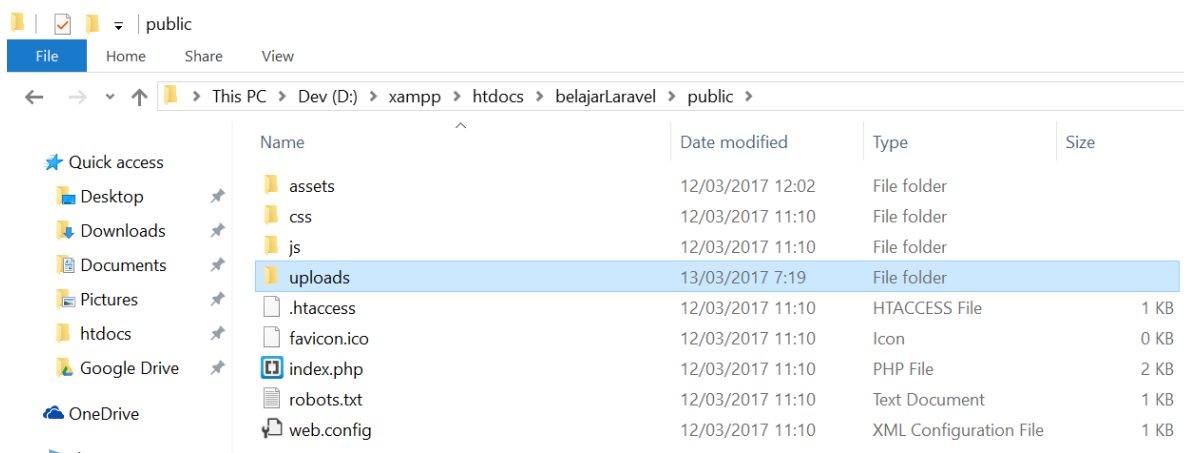 public
File Home Share View
This PC Dev (D:) xampp htdocs belajarLaravel public
Name Date modified Type Size
Quick access
Desktop
Downloads
Documents
Pictures
htdocs
Google Drive
OneDrive
assets 12/03/2017 12:02 File folder
css 12/03/2017 11:10 File folder
js 12/03/2017 11:10 File folder
uploads 13/03/2017 7:19 File folder
.htaccess 12/03/2017 11:10 HTACCESS File 1 KB
favicon.ico 12/03/2017 11:10 Icon 0 KB
index.php 12/03/2017 11:10 PHP File 2 KB
robots.txt 12/03/2017 11:10 Text Document 1 KB
web.config 12/03/2017 11:10 XML Configuration File 1 KB